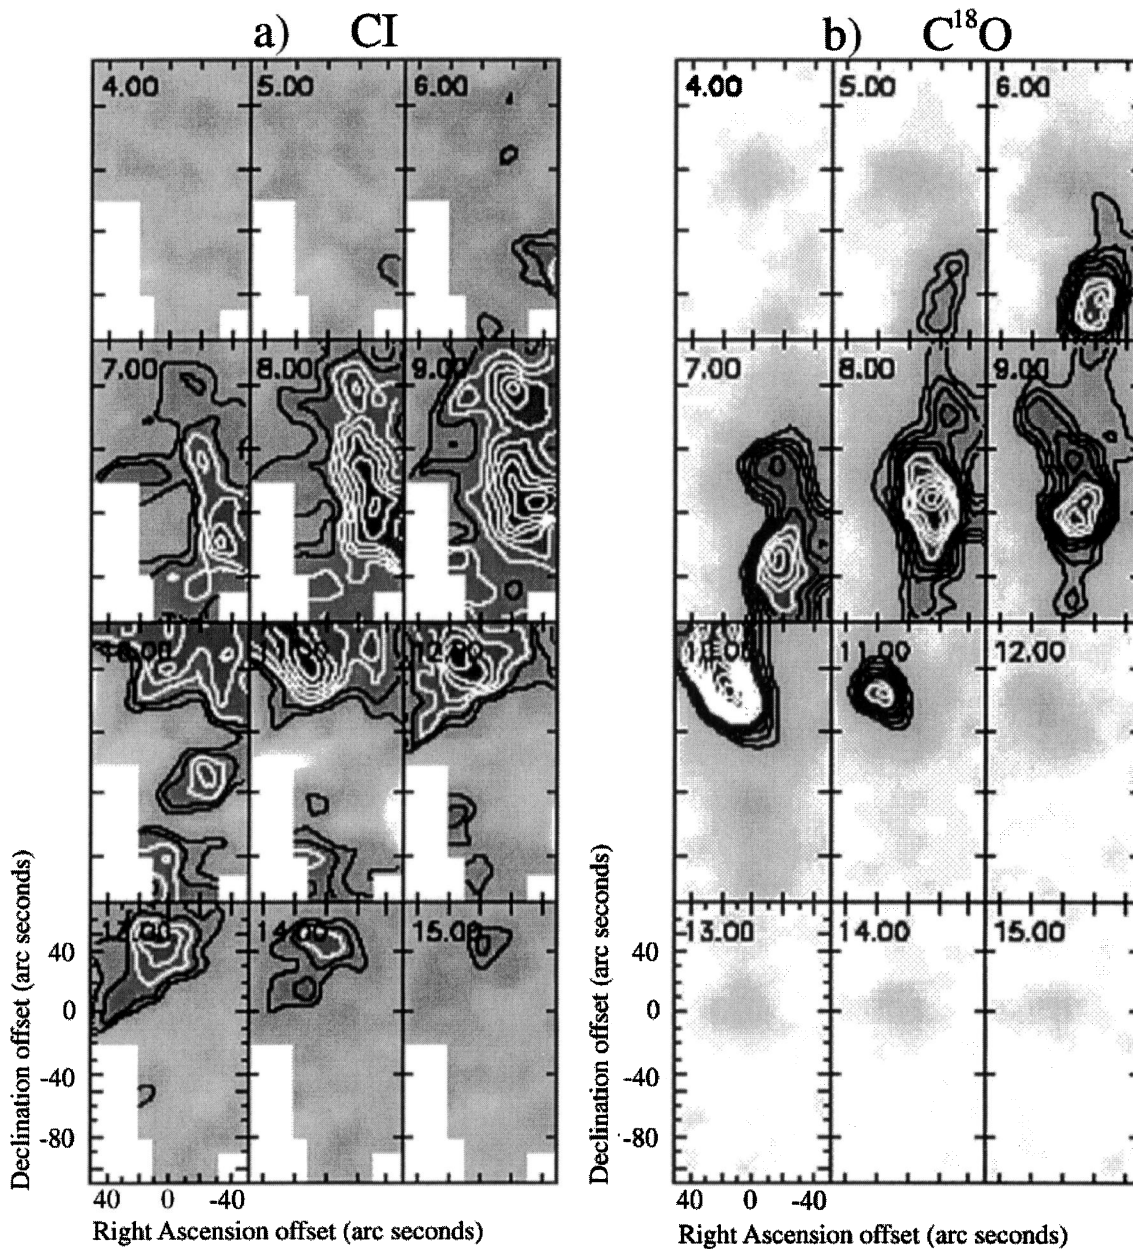 a) CI
b) C¹⁸O
4.00 5.00 6.00
4.00 5.00 6.00
7.00 8.00 9.00
7.00 8.00 9.00
10.00 12.00
10.00 11.00 12.00
13.00 14.00 15.00
13.00 14.00 15.00
Declination offset (arc seconds)
40
0
-40
-80
40 0 -40
Right Ascension offset (arc seconds)
Declination offset (arc seconds)
40
0
-40
-80
40 0 -40
Right Ascension offset (arc seconds)